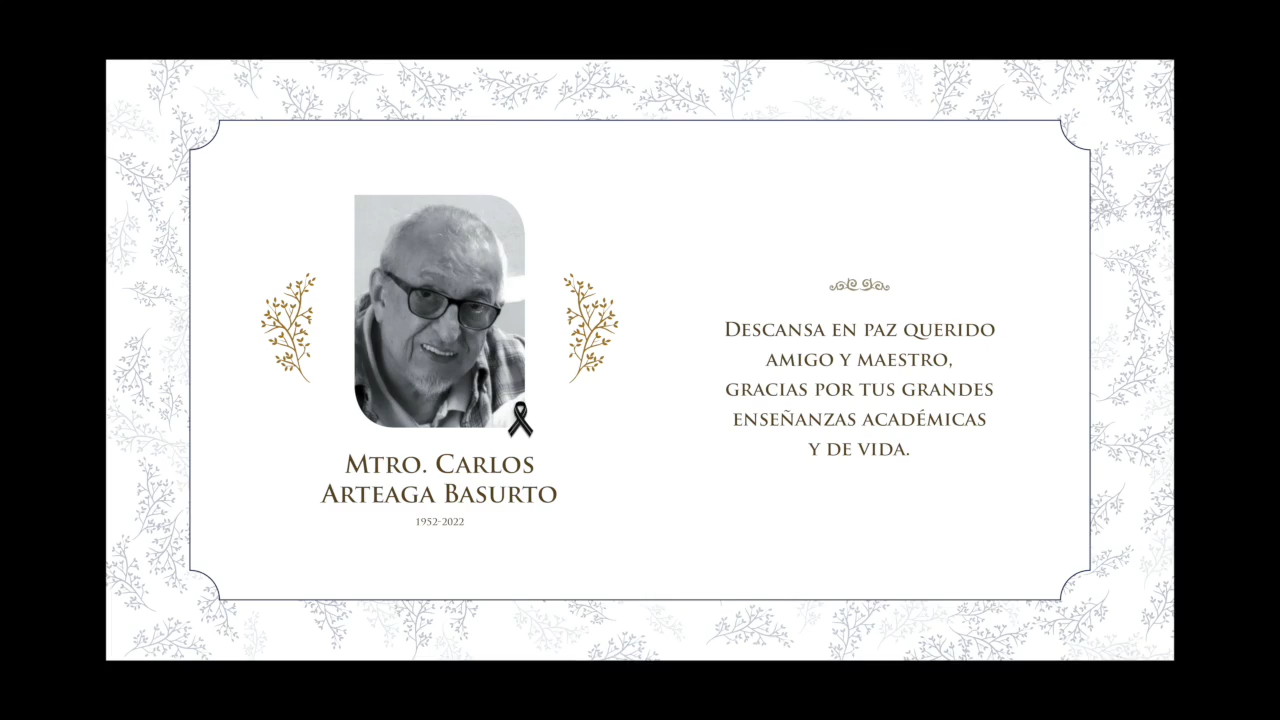 Mtro. Carlos
Arteaga Basurto
1952-2022
Descansa en paz querido
amigo y maestro,
gracias por tus grandes
enseñanzas académicas
y de vida.